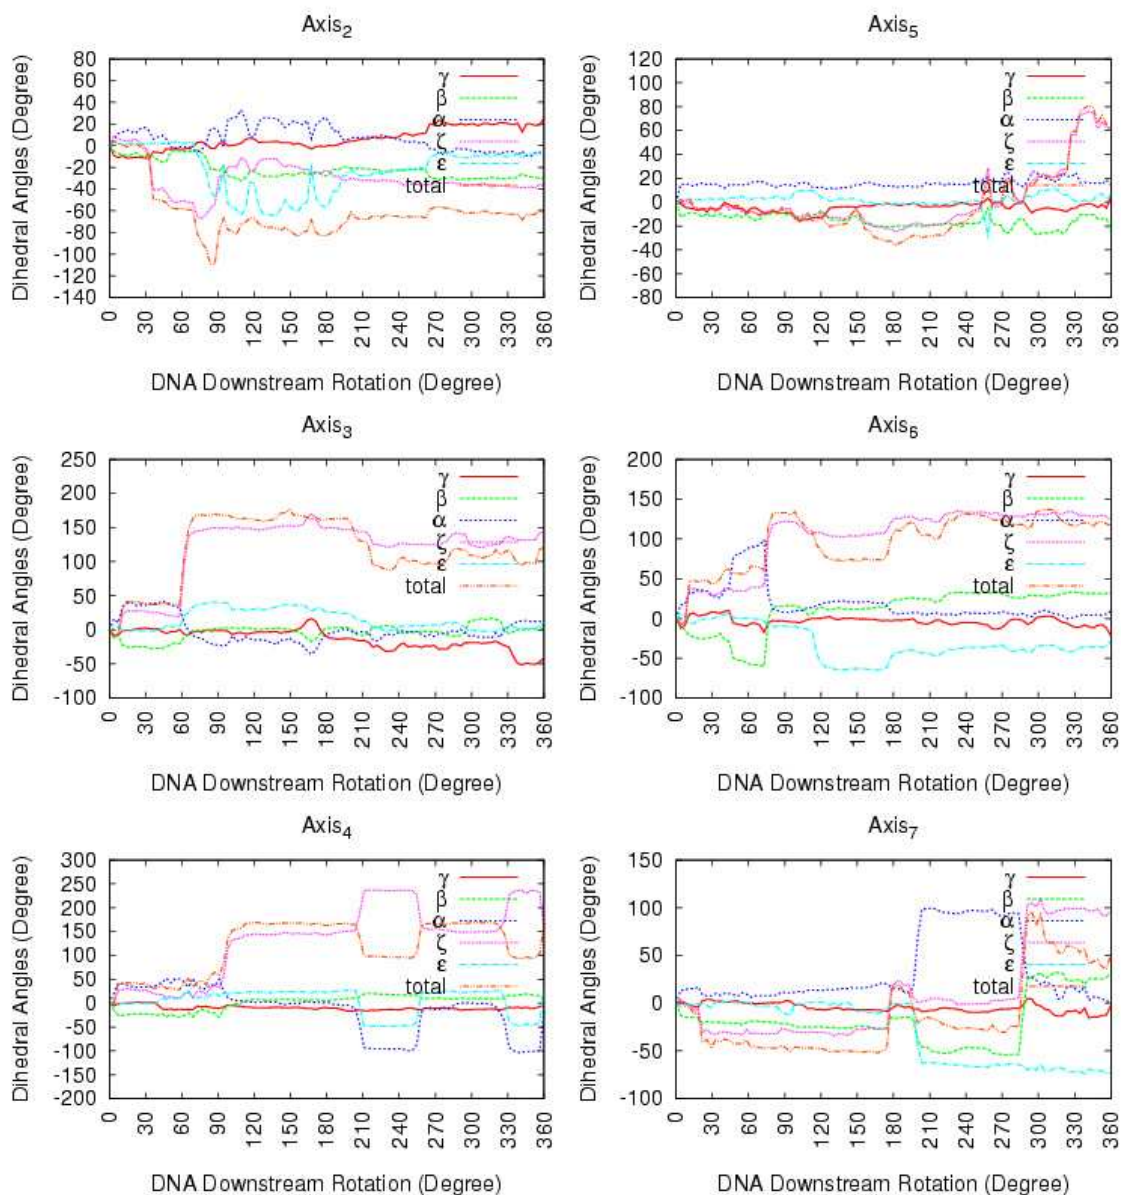 Axis2
Dihedral Angles (Degree)
80
60
40
20
0
-20
-40
-60
-80
-100
-120
-140
γ
β
α
ζ
ε
total
0 30 60 90 120 150 180 210 240 270 300 330 360
DNA Downstream Rotation (Degree)
Axis5
Dihedral Angles (Degree)
120
100
80
60
40
20
0
-20
-40
-60
-80
γ
β
α
ζ
ε
total
0 30 60 90 120 150 180 210 240 270 300 330 360
DNA Downstream Rotation (Degree)
Axis3
Dihedral Angles (Degree)
250
200
150
100
50
0
-50
-100
γ
β
α
ζ
ε
total
0 30 60 90 120 150 180 210 240 270 300 330 360
DNA Downstream Rotation (Degree)
Axis6
Dihedral Angles (Degree)
200
150
100
50
0
-50
-100
γ
β
α
ζ
ε
total
0 30 60 90 120 150 180 210 240 270 300 330 360
DNA Downstream Rotation (Degree)
Axis4
Dihedral Angles (Degree)
300
250
200
150
100
50
0
-50
-100
-150
-200
γ
β
α
ζ
ε
total
0 30 60 90 120 150 180 210 240 270 300 330 360
DNA Downstream Rotation (Degree)
Axis7
Dihedral Angles (Degree)
150
100
50
0
-50
-100
γ
β
α
ζ
ε
total
0 30 60 90 120 150 180 210 240 270 300 330 360
DNA Downstream Rotation (Degree)